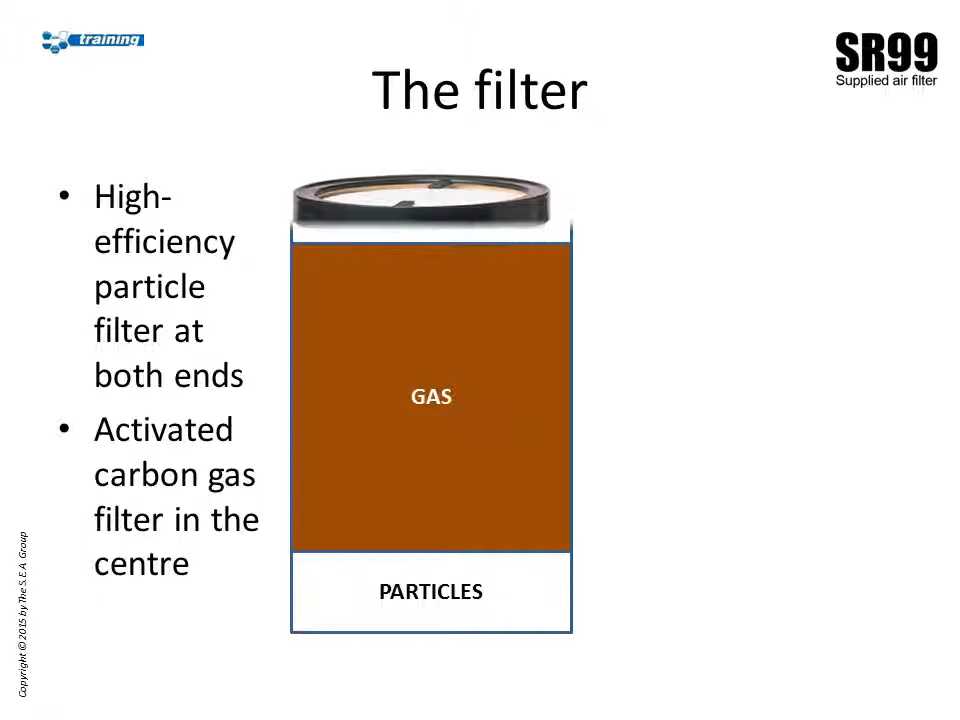 training
SR99
Supplied air filter
The filter
• High-
efficiency
particle
filter at
both ends
• Activated
carbon gas
filter in the
centre
GAS
PARTICLES
Copyright © 2015 by The S.E.A. Group